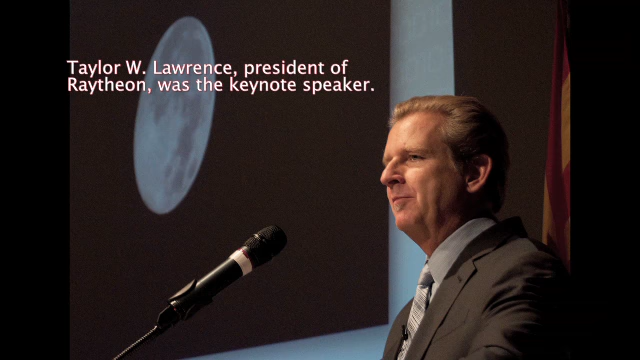 Taylor W. Lawrence, president of
Raytheon, was the keynote speaker.